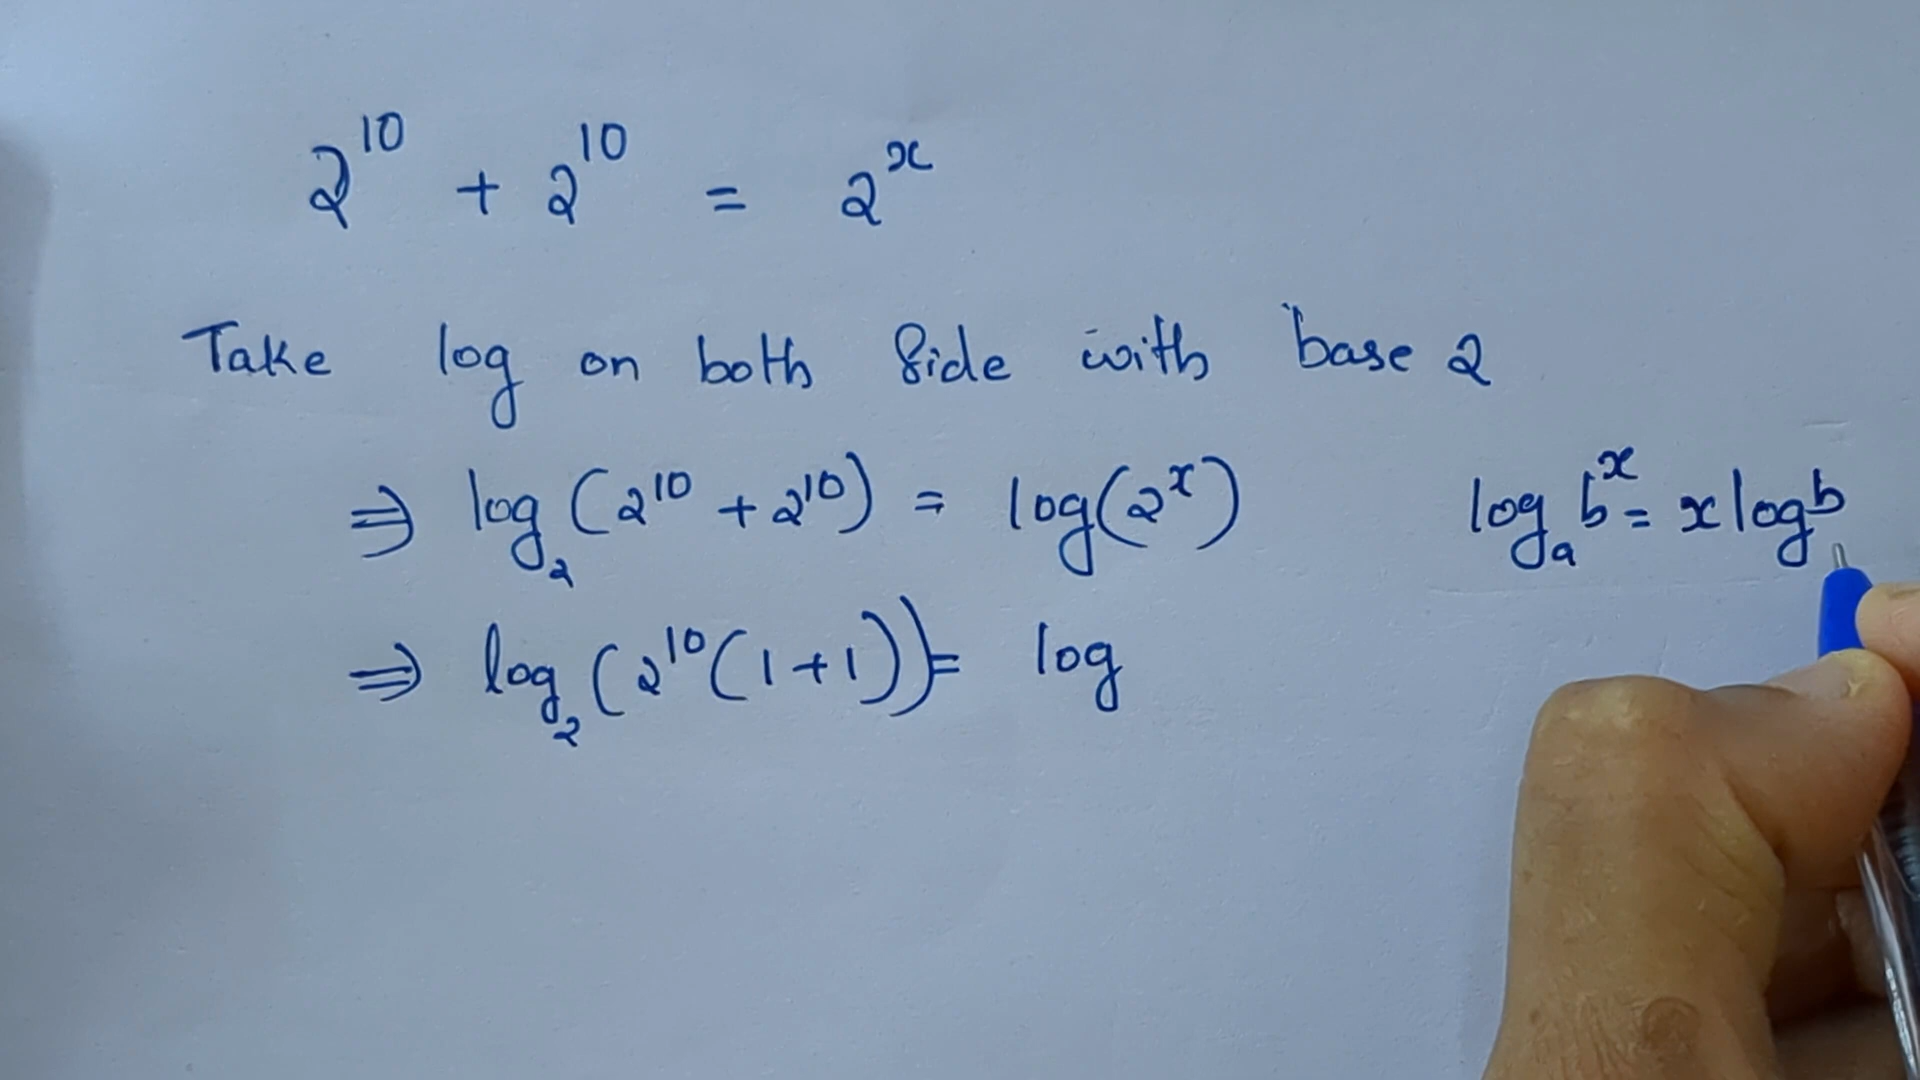 2^10 + 2^10 = 2^x
Take log on both Side with base 2
⇒ log_2 (2^10 + 2^10) = log(2^x)
log_a b^x = x log b
⇒ log_2 (2^10 (1+1)) = log